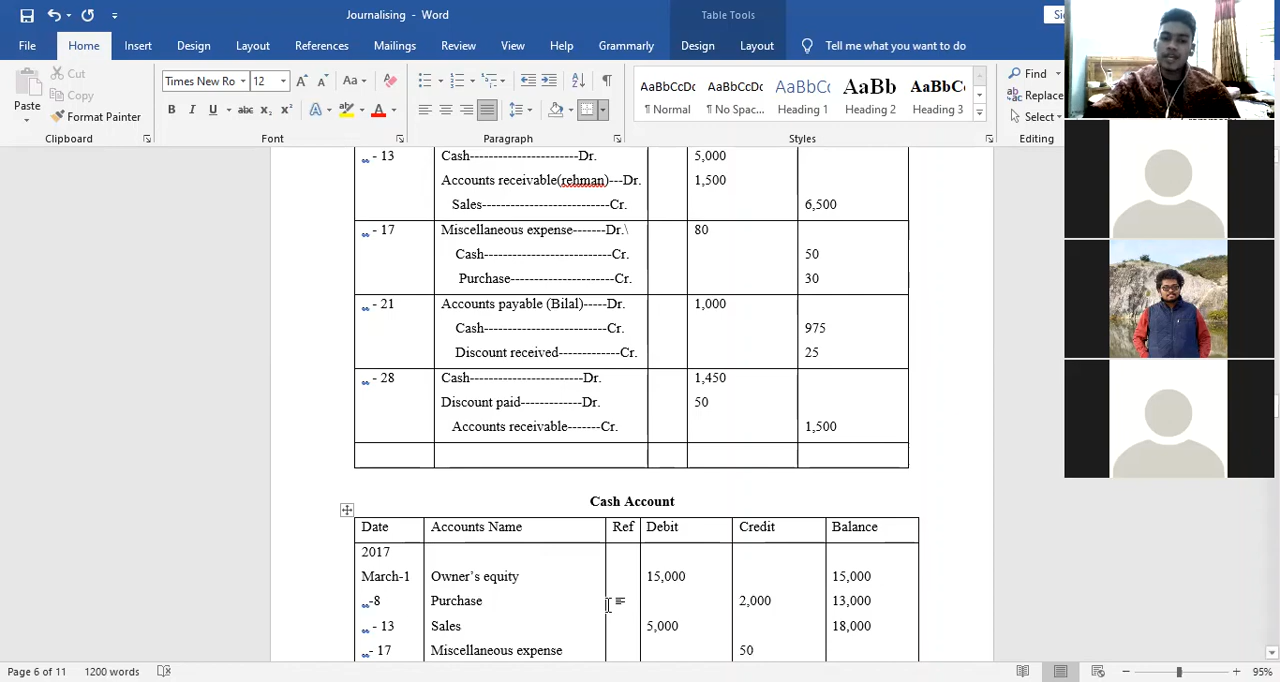 Journalising - Word
Table Tools
File Home Insert Design Layout References Mailings Review View Help Grammarly Design Layout Tell me what you want to do
Paste
Cut
Copy
Format Painter
Times New Ro 12 Aa
B I U abc x₂ x² A A
AaBbCcDc AaBbCcDc AaBbCc AaBb AaBbC
¶ Normal ¶ No Spac... Heading 1 Heading 2 Heading 3
Find
Replace
Select
Clipboard Font Paragraph Styles Editing
- 13 Cash-----------------------Dr. 5,000
Accounts receivable(rehman)---Dr. 1,500
Sales---------------------------Cr. 6,500
- 17 Miscellaneous expense-------Dr.\ 80
Cash--------------------------Cr. 50
Purchase----------------------Cr. 30
- 21 Accounts payable (Bilal)-----Dr. 1,000
Cash--------------------------Cr. 975
Discount received-------------Cr. 25
- 28 Cash------------------------Dr. 1,450
Discount paid-------------Dr. 50
Accounts receivable-------Cr. 1,500
Cash Account
Date Accounts Name Ref Debit Credit Balance
2017
March-1 Owner's equity 15,000 15,000
-8 Purchase 2,000 13,000
- 13 Sales 5,000 18,000
- 17 Miscellaneous expense 50
Page 6 of 11 1200 words 95%